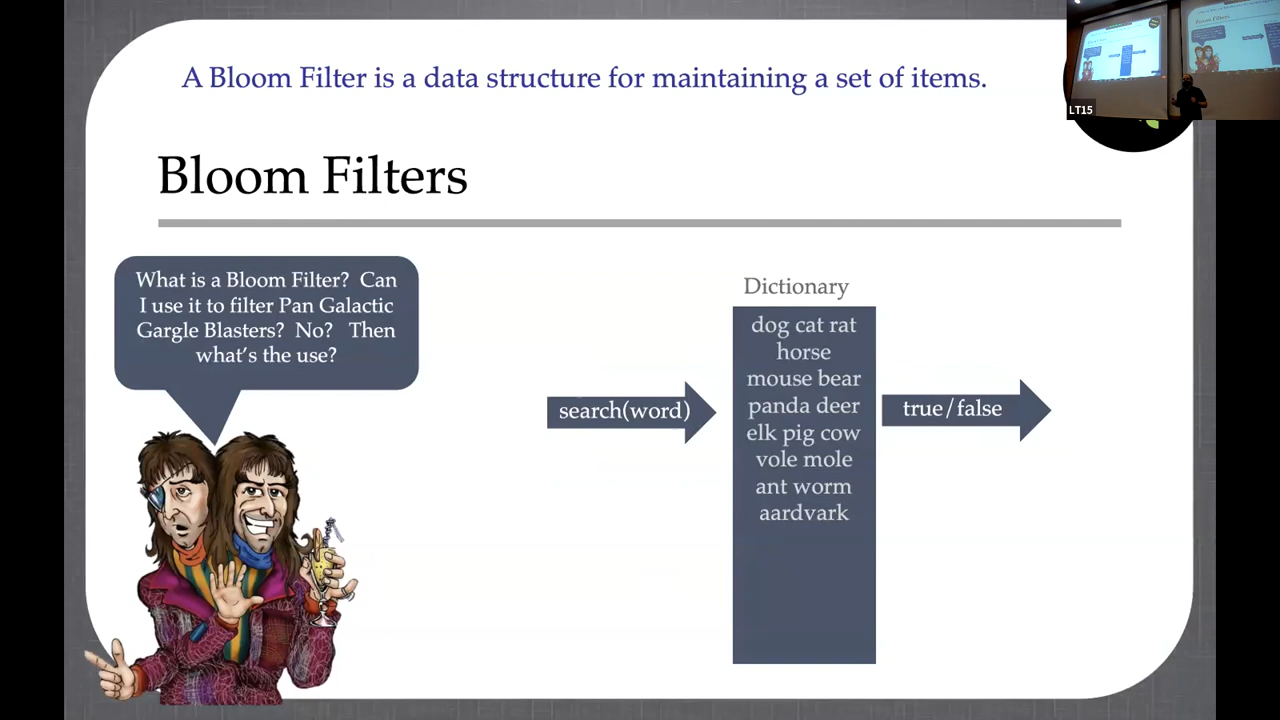 A Bloom Filter is a data structure for maintaining a set of items.
LT15
Bloom Filters
What is a Bloom Filter? Can
I use it to filter Pan Galactic
Gargle Blasters? No? Then
what's the use?
Dictionary
dog cat rat
horse
mouse bear
panda deer
elk pig cow
vole mole
ant worm
aardvark
search(word)
true/false